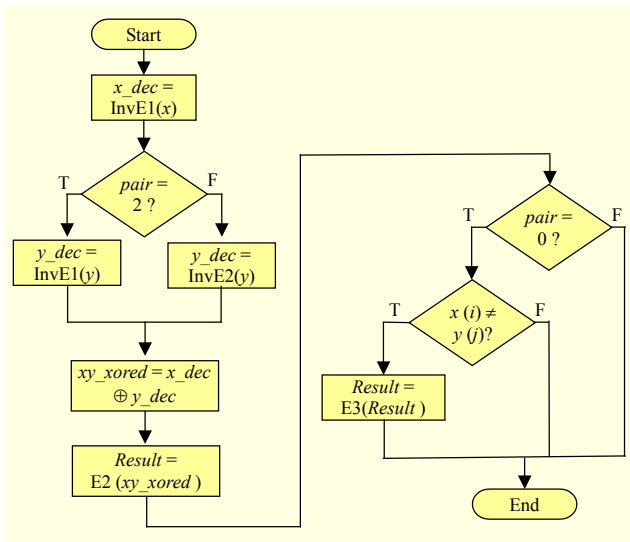 Start
x_dec =
InvE1(x)
pair =
2 ?
T
F
y_dec =
InvE1(y)
y_dec =
InvE2(y)
xy_xored = x_dec
⊕ y_dec
Result =
E2 (xy_xored )
pair =
0 ?
T
F
x (i) ≠
y (j)?
T
F
Result =
E3(Result )
End